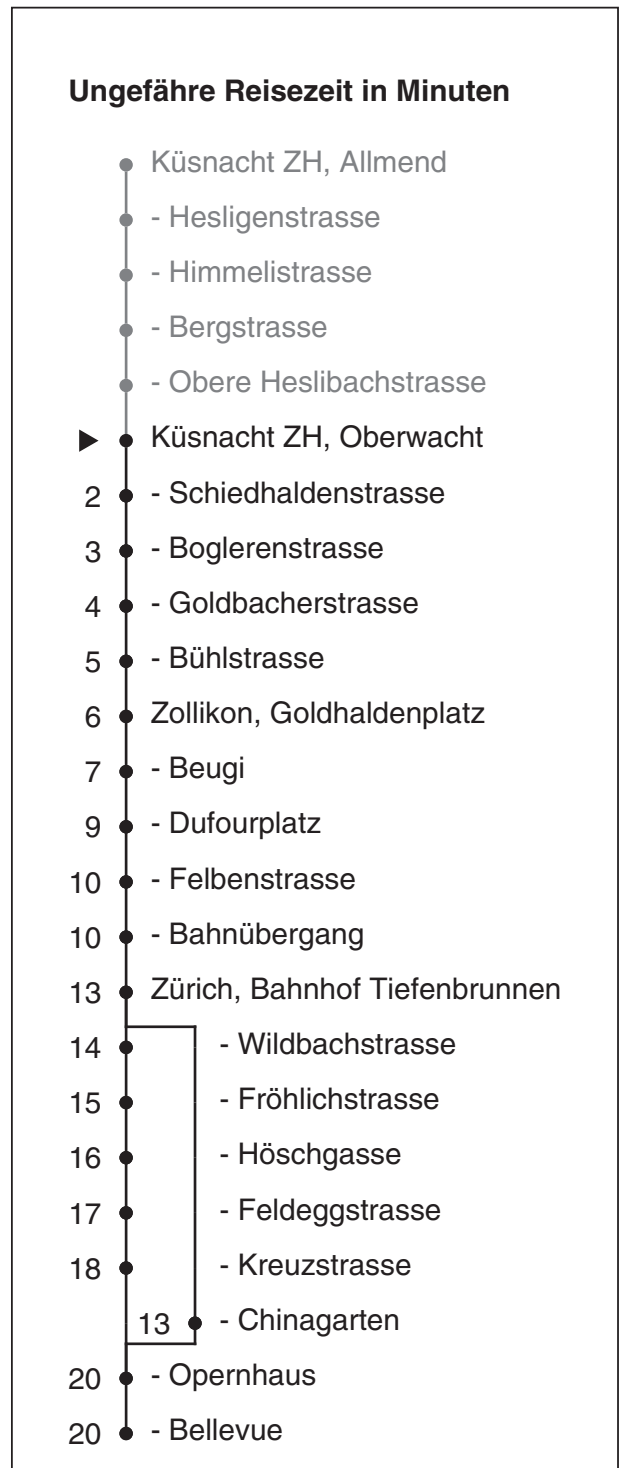 Ungefähre Reisezeit in Minuten
Küsnacht ZH, Allmend
- Hesligenstrasse
- Himmelistrasse
- Bergstrasse
- Obere Heslibachstrasse
Küsnacht ZH, Oberwacht
2 - Schiedhaldenstrasse
3 - Boglerenstrasse
4 - Goldbacherstrasse
5 - Bühlstrasse
6 Zollikon, Goldhaldenplatz
7 - Beugi
9 - Dufourplatz
10 - Felbenstrasse
10 - Bahnübergang
13 Zürich, Bahnhof Tiefenbrunnen
14 - Wildbachstrasse
15 - Fröhlichstrasse
16 - Höschgasse
17 - Feldeggstrasse
18 - Kreuzstrasse
13 - Chinagarten
20 - Opernhaus
20 - Bellevue